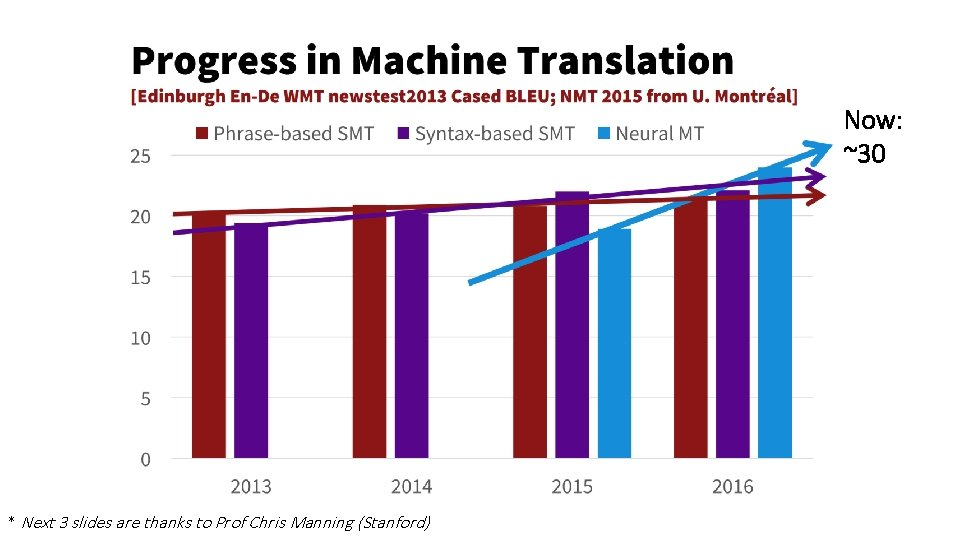 Progress in Machine Translation
[Edinburgh En-De WMT newstest2013 Cased BLEU; NMT 2015 from U. Montréal]
Now:
~30
Phrase-based SMT Syntax-based SMT Neural MT
25
20
15
10
5
0
2013 2014 2015 2016
* Next 3 slides are thanks to Prof Chris Manning (Stanford)